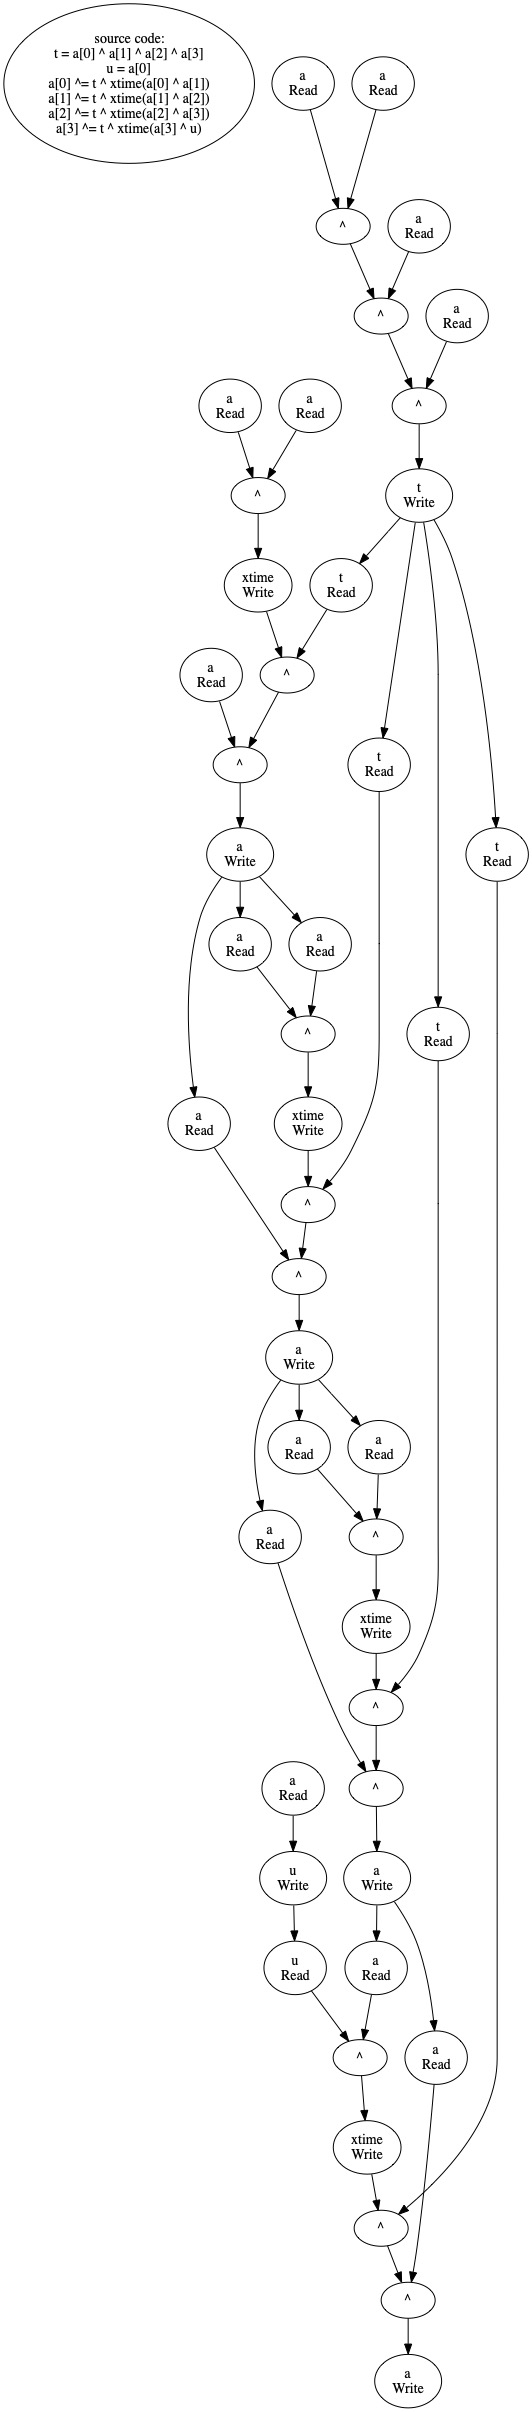 source code:
t = a[0] ^ a[1] ^ a[2] ^ a[3]
u = a[0]
a[0] ^= t ^ xtime(a[0] ^ a[1])
a[1] ^= t ^ xtime(a[1] ^ a[2])
a[2] ^= t ^ xtime(a[2] ^ a[3])
a[3] ^= t ^ xtime(a[3] ^ u)
a
Read
a
Read
^
a
Read
^
a
Read
a
Read
a
Read
^
^
t
Write
xtime
Write
t
Read
a
Read
^
^
t
Read
a
Write
t
Read
a
Read
a
Read
^
t
Read
a
Read
xtime
Write
^
^
a
Write
a
Read
a
Read
a
Read
^
xtime
Write
^
a
Read
^
u
Write
a
Write
u
Read
a
Read
^
a
Read
xtime
Write
^
^
a
Write